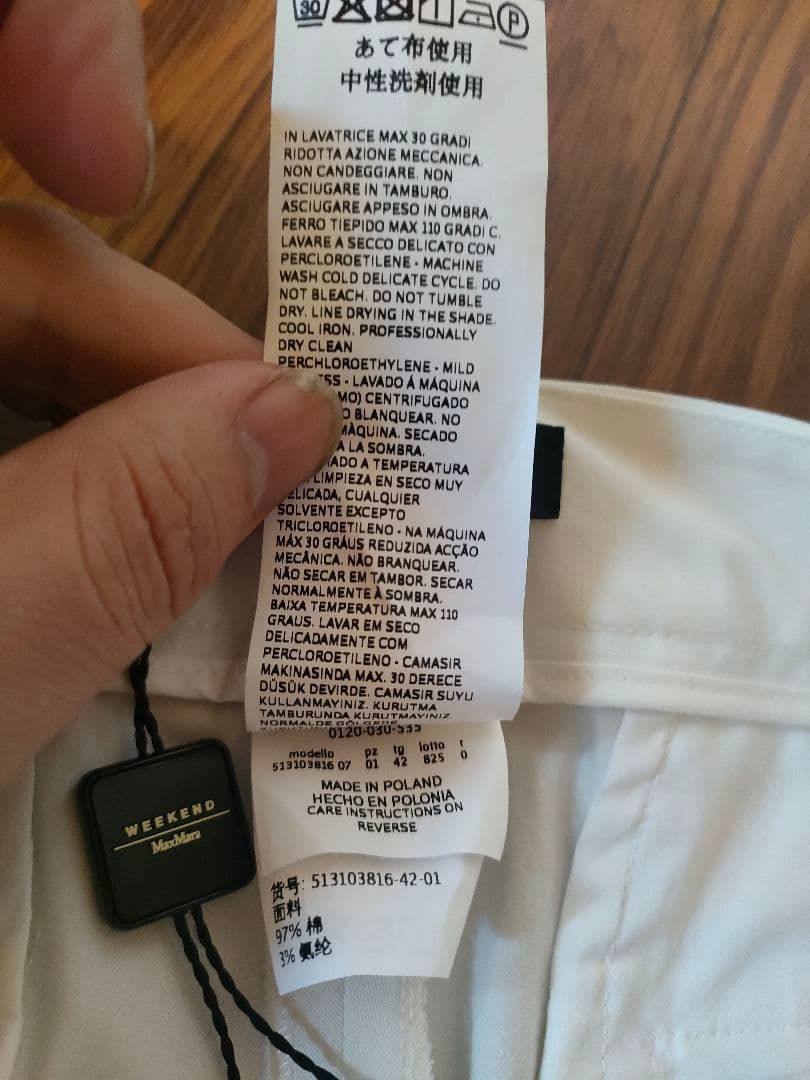 30 P
あて布使用
中性洗剤使用
IN LAVATRICE MAX 30 GRADI
RIDOTTA AZIONE MECCANICA.
NON CANDEGGIARE. NON
ASCIUGARE IN TAMBURO.
ASCIUGARE APPESO IN OMBRA.
FERRO TIEPIDO MAX 110 GRADI C.
LAVARE A SECCO DELICATO CON
PERCLOROETILENE - MACHINE
WASH COLD DELICATE CYCLE. DO
NOT BLEACH. DO NOT TUMBLE
DRY. LINE DRYING IN THE SHADE.
COOL IRON. PROFESSIONALLY
DRY CLEAN
PERCHLOROETHYLENE - MILD
- LAVADO Á MÁQUINA
CENTRIFUGADO
BLANQUEAR. NO
MÀQUINA. SECADO
A LA SOMBRA.
A TEMPERATURA
LIMPIEZA EN SECO MUY
DELICADA, CUALQUIER
SOLVENTE EXCEPTO
TRICLOROETILENO - NA MÁQUINA
MÁX 30 GRÁUS REDUZIDA ACÇÃO
MECÂNICA. NÃO BRANQUEAR.
NÃO SECAR EM TAMBOR. SECAR
NORMALMENTE À SOMBRA.
BAIXA TEMPERATURA MAX 110
GRAUS. LAVAR EM SECO
DELICADAMENTE COM
PERCLOROETILENO - CAMASIR
MAKINASINDA MAX. 30 DERECE
DÜSÜK DEVIRDE. CAMASIR SUYU
KULLANMAYINIZ. KURUTMA
TAMBURUNDA KURUTMAYINIZ.
NORMALDE GÖLGEDE
0120-030-535
modello pz tg lotto r
513103816 07 01 42 825 0
MADE IN POLAND
HECHO EN POLONIA
CARE INSTRUCTIONS ON
REVERSE
WEEKEND
MaxMara
货号: 513103816-42-01
面料
97% 棉
3% 氨纶